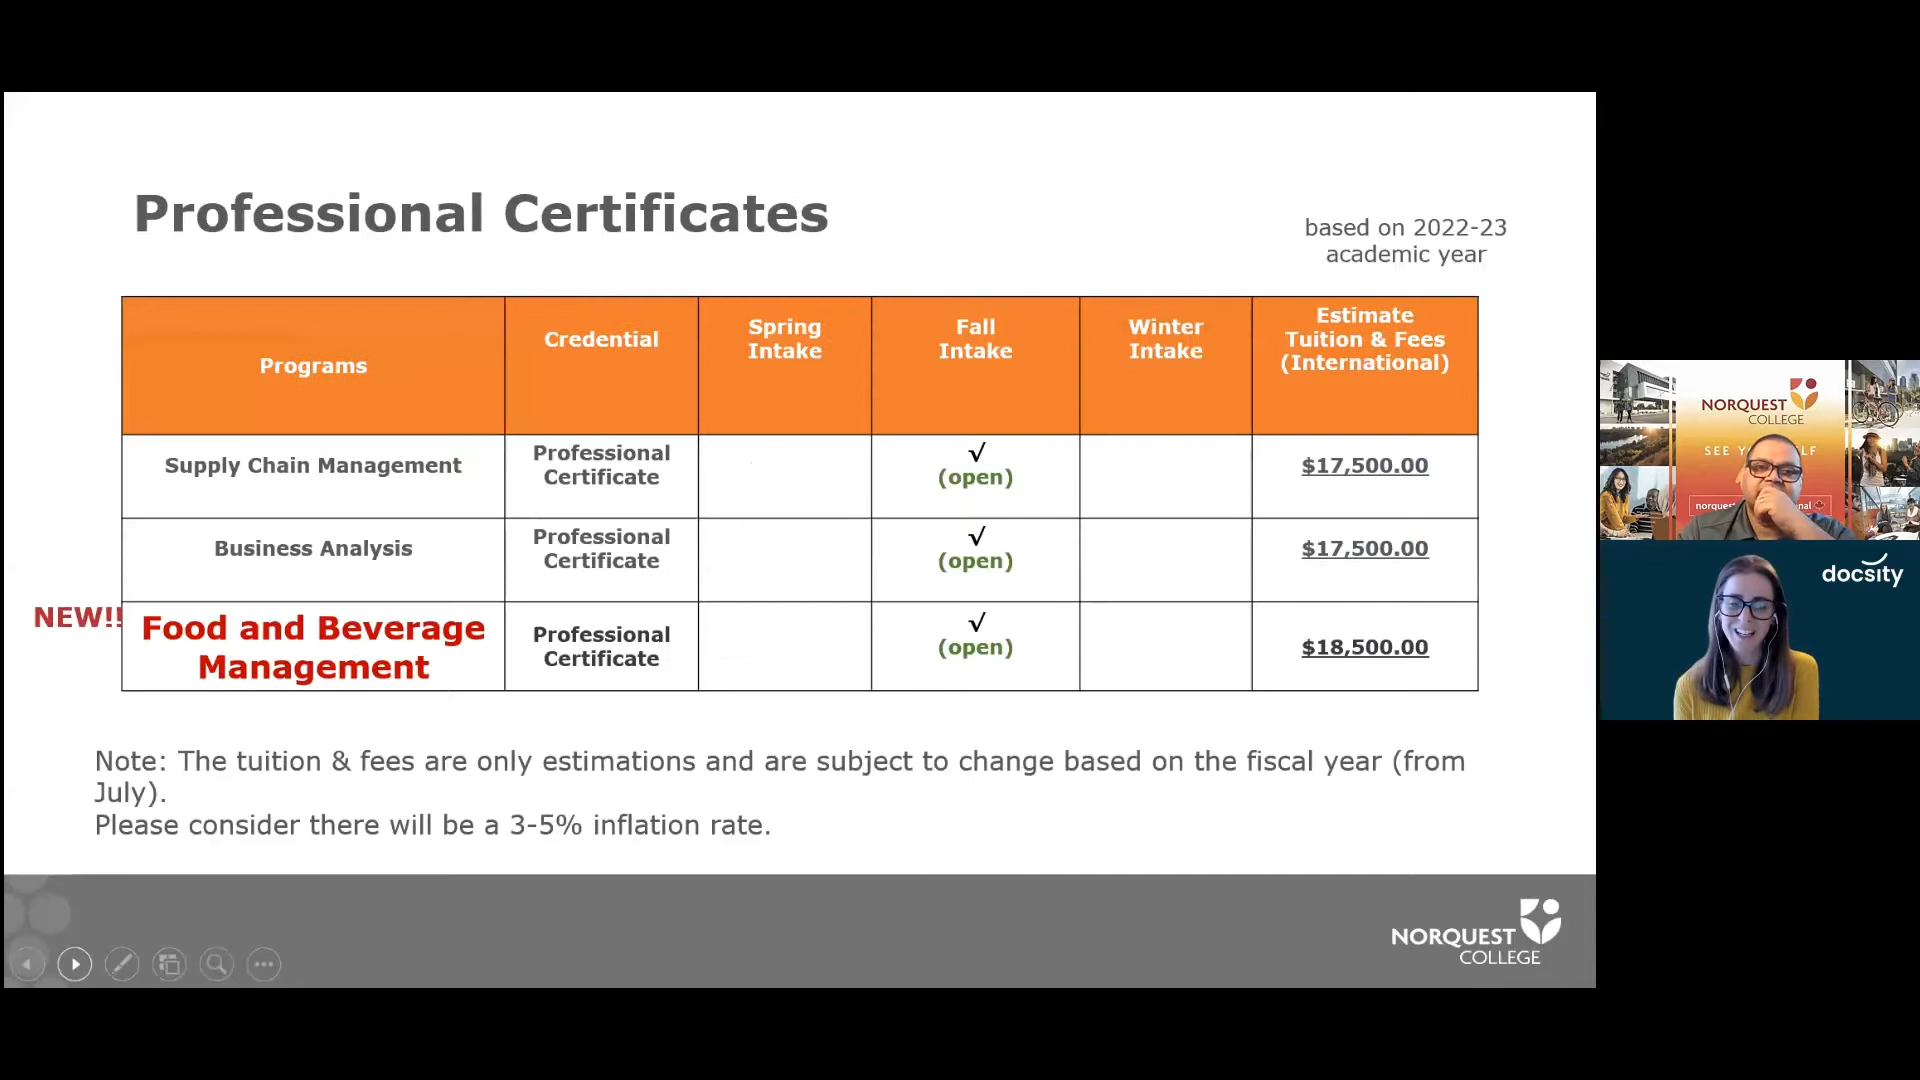 Professional Certificates
based on 2022-23
academic year
Programs
Credential
Spring
Intake
Fall
Intake
Winter
Intake
Estimate
Tuition & Fees
(International)
Supply Chain Management
Professional
Certificate
√
(open)
$17,500.00
Business Analysis
Professional
Certificate
√
(open)
$17,500.00
NEW!!
Food and Beverage
Management
Professional
Certificate
√
(open)
$18,500.00
Note: The tuition & fees are only estimations and are subject to change based on the fiscal year (from
July).
Please consider there will be a 3-5% inflation rate.
NORQUEST
COLLEGE
NORQUEST
COLLEGE
SEE
docsity